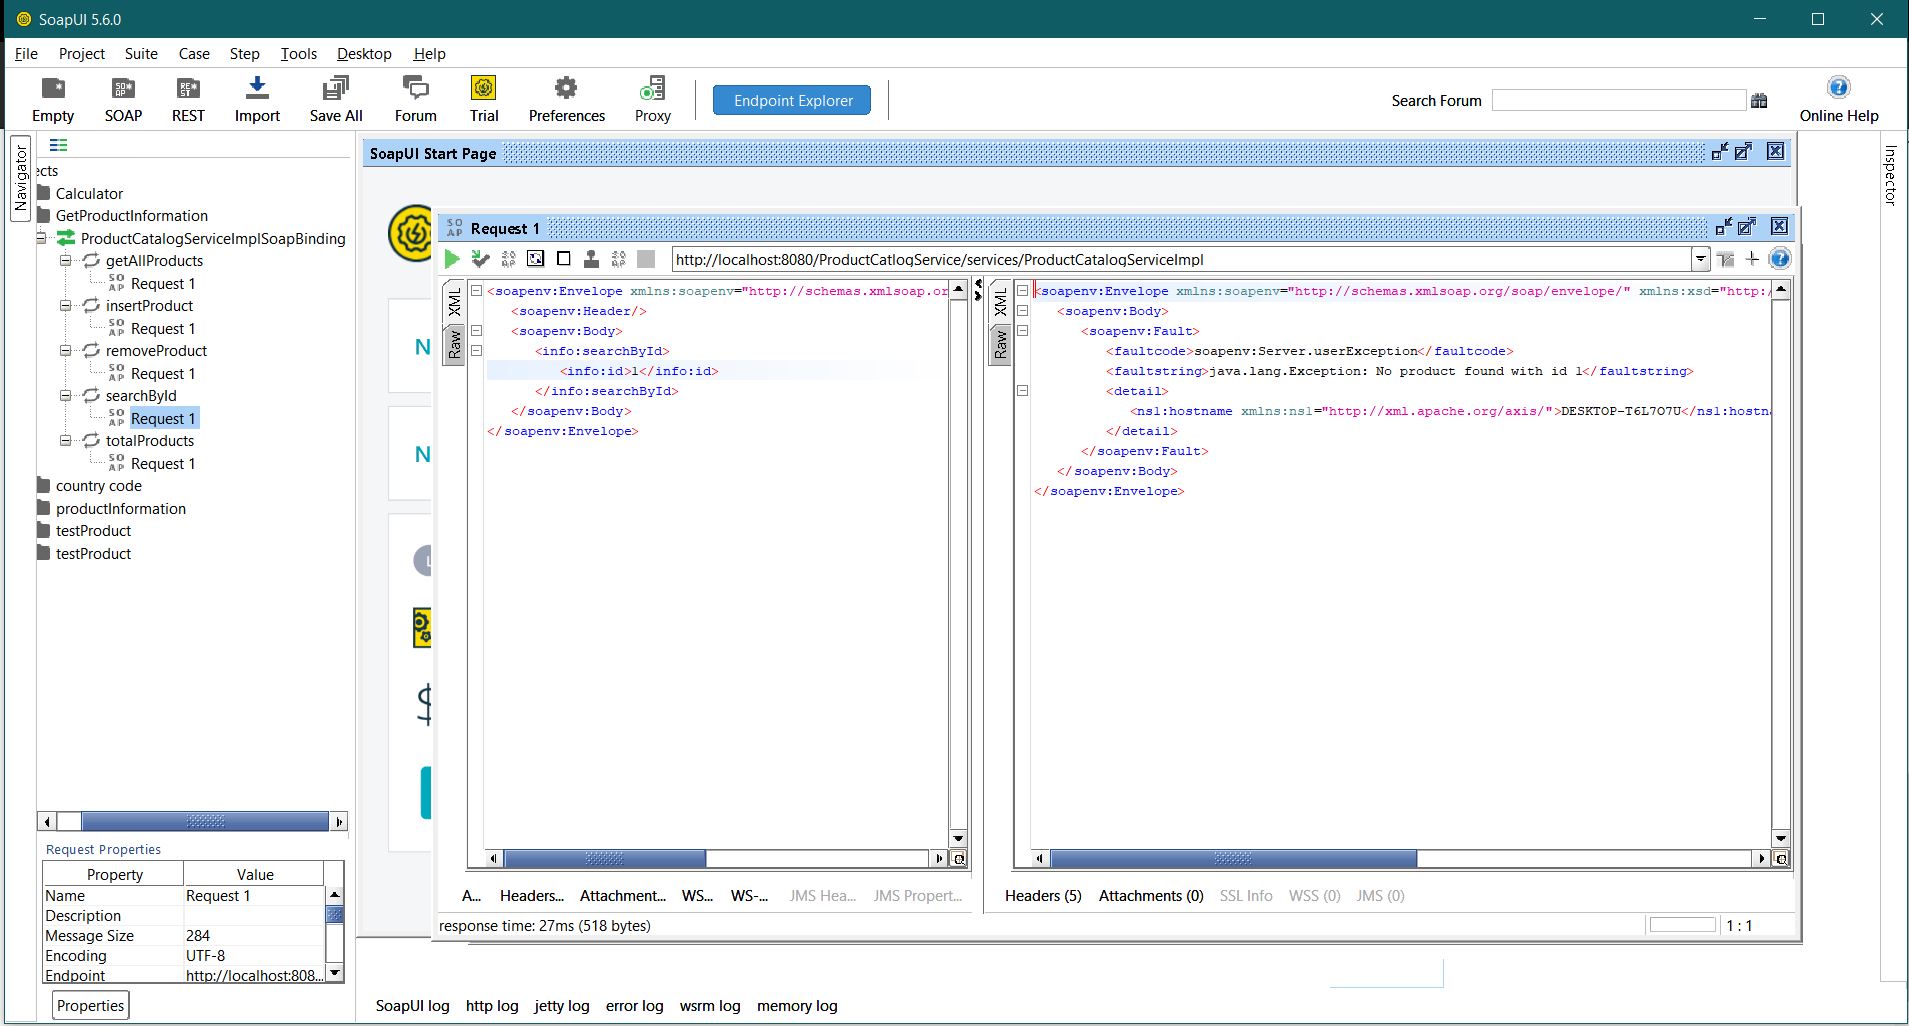 SoapUI 5.6.0
File Project Suite Case Step Tools Desktop Help
Empty SOAP REST Import Save All Forum Trial Preferences Proxy Endpoint Explorer Search Forum Online Help
Navigator
Inspector
ects
Calculator
GetProductInformation
ProductCatalogServiceImplSoapBinding
getAllProducts
Request 1
insertProduct
Request 1
removeProduct
Request 1
searchById
Request 1
totalProducts
Request 1
country code
productInformation
testProduct
testProduct
Request Properties
Property Value
Name Request 1
Description
Message Size 284
Encoding UTF-8
Endpoint http://localhost:808...
Properties
SoapUI Start Page
N
N
L
$
Request 1
http://localhost:8080/ProductCatlogService/services/ProductCatalogServiceImpl
XML
Raw
<soapenv:Envelope xmlns:soapenv="http://schemas.xmlsoap.or
<soapenv:Header/>
<soapenv:Body>
<info:searchById>
<info:id>1</info:id>
</info:searchById>
</soapenv:Body>
</soapenv:Envelope>
XML
Raw
<soapenv:Envelope xmlns:soapenv="http://schemas.xmlsoap.org/soap/envelope/" xmlns:xsd="http:/
<soapenv:Body>
<soapenv:Fault>
<faultcode>soapenv:Server.userException</faultcode>
<faultstring>java.lang.Exception: No product found with id 1</faultstring>
<detail>
<ns1:hostname xmlns:ns1="http://xml.apache.org/axis/">DESKTOP-T6L7O7U</ns1:hostna
</detail>
</soapenv:Fault>
</soapenv:Body>
</soapenv:Envelope>
A... Headers... Attachment... WS... WS-... JMS Hea... JMS Propert...
Headers (5) Attachments (0) SSL Info WSS (0) JMS (0)
response time: 27ms (518 bytes)
1 : 1
SoapUI log http log jetty log error log wsrm log memory log